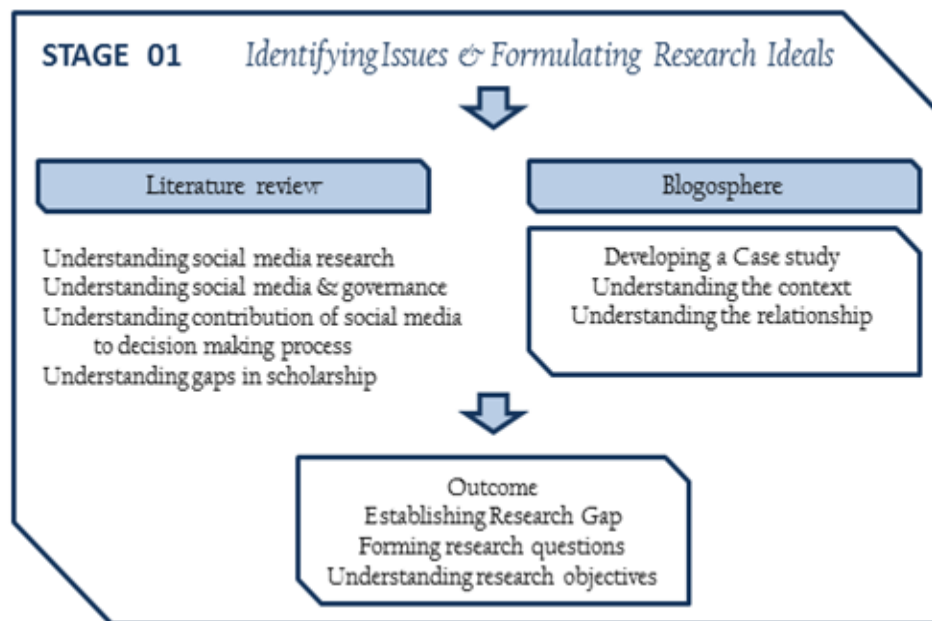 STAGE 01 Identifying Issues & Formulating Research Ideals
Literature review
Understanding social media research
Understanding social media & governance
Understanding contribution of social media
to decision making process
Understanding gaps in scholarship
Blogosphere
Developing a Case study
Understanding the context
Understanding the relationship
Outcome
Establishing Research Gap
Forming research questions
Understanding research objectives